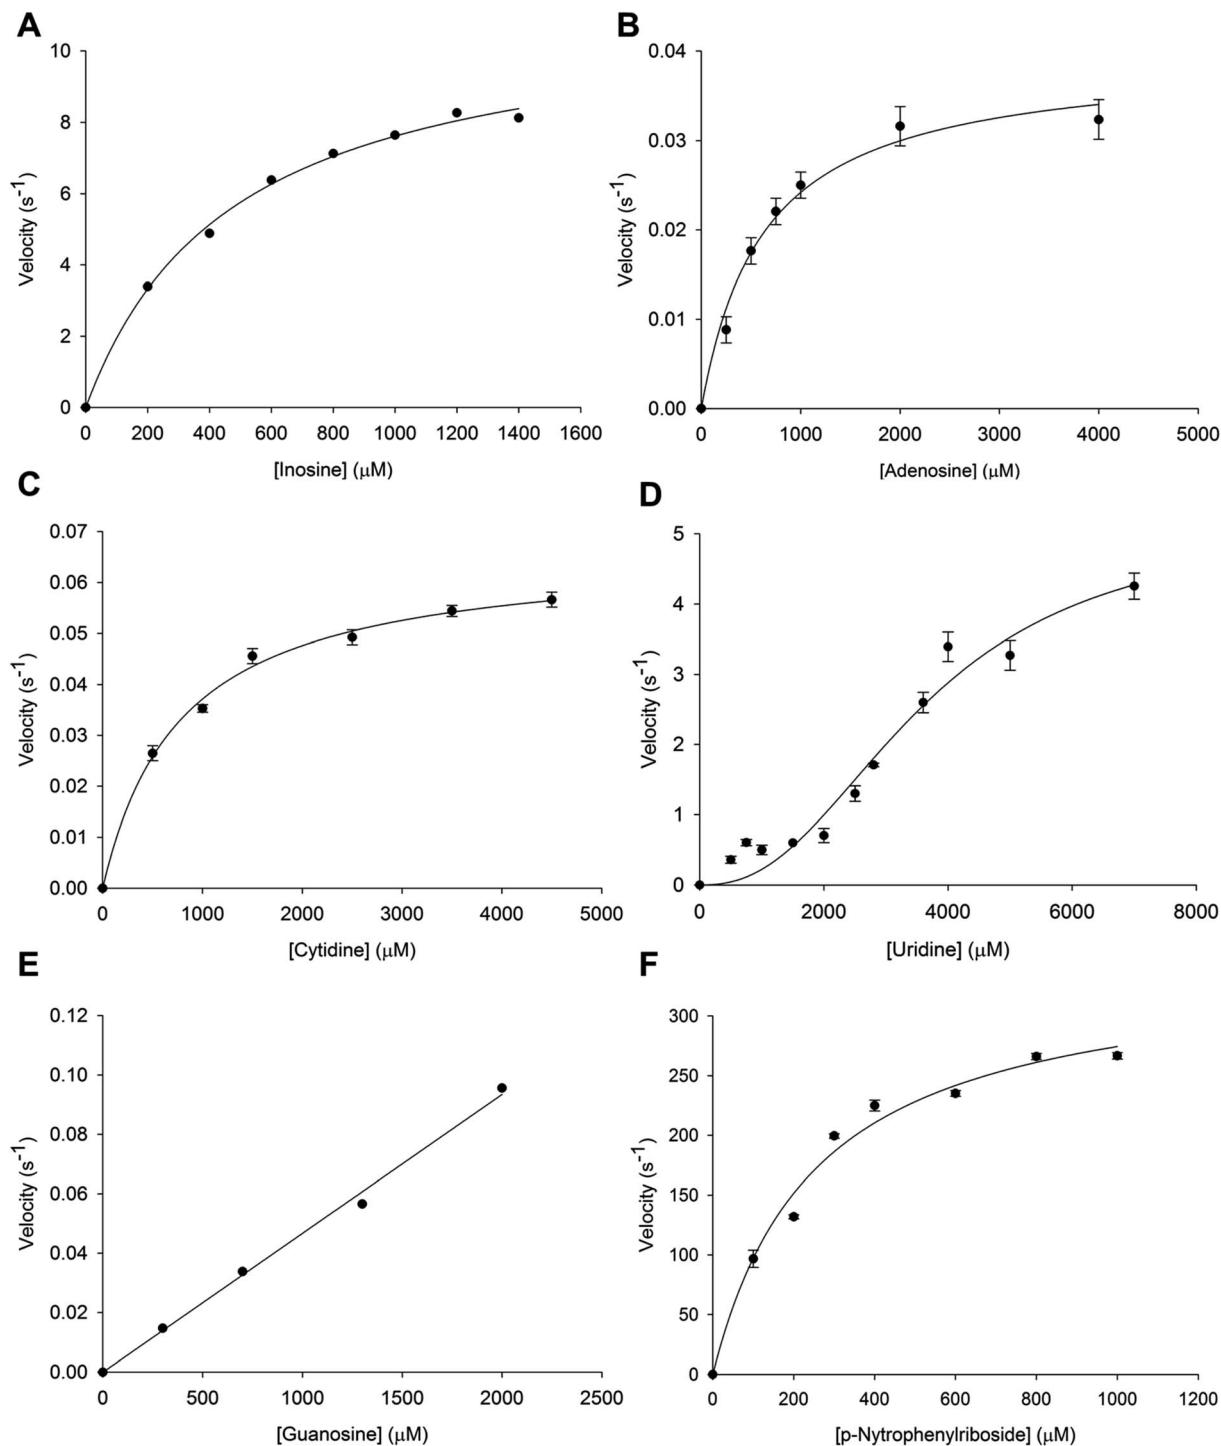 A
10
8
6
4
2
0
Velocity (s⁻¹)
0 200 400 600 800 1000 1200 1400 1600
[Inosine] (μM)
B
0.04
0.03
0.02
0.01
0.00
Velocity (s⁻¹)
0 1000 2000 3000 4000 5000
[Adenosine] (μM)
C
0.07
0.06
0.05
0.04
0.03
0.02
0.01
0.00
Velocity (s⁻¹)
0 1000 2000 3000 4000 5000
[Cytidine] (μM)
D
5
4
3
2
1
0
Velocity (s⁻¹)
0 2000 4000 6000 8000
[Uridine] (μM)
E
0.12
0.10
0.08
0.06
0.04
0.02
0.00
Velocity (s⁻¹)
0 500 1000 1500 2000 2500
[Guanosine] (μM)
F
300
250
200
150
100
50
0
Velocity (s⁻¹)
0 200 400 600 800 1000 1200
[p-Nytrophenylriboside] (μM)